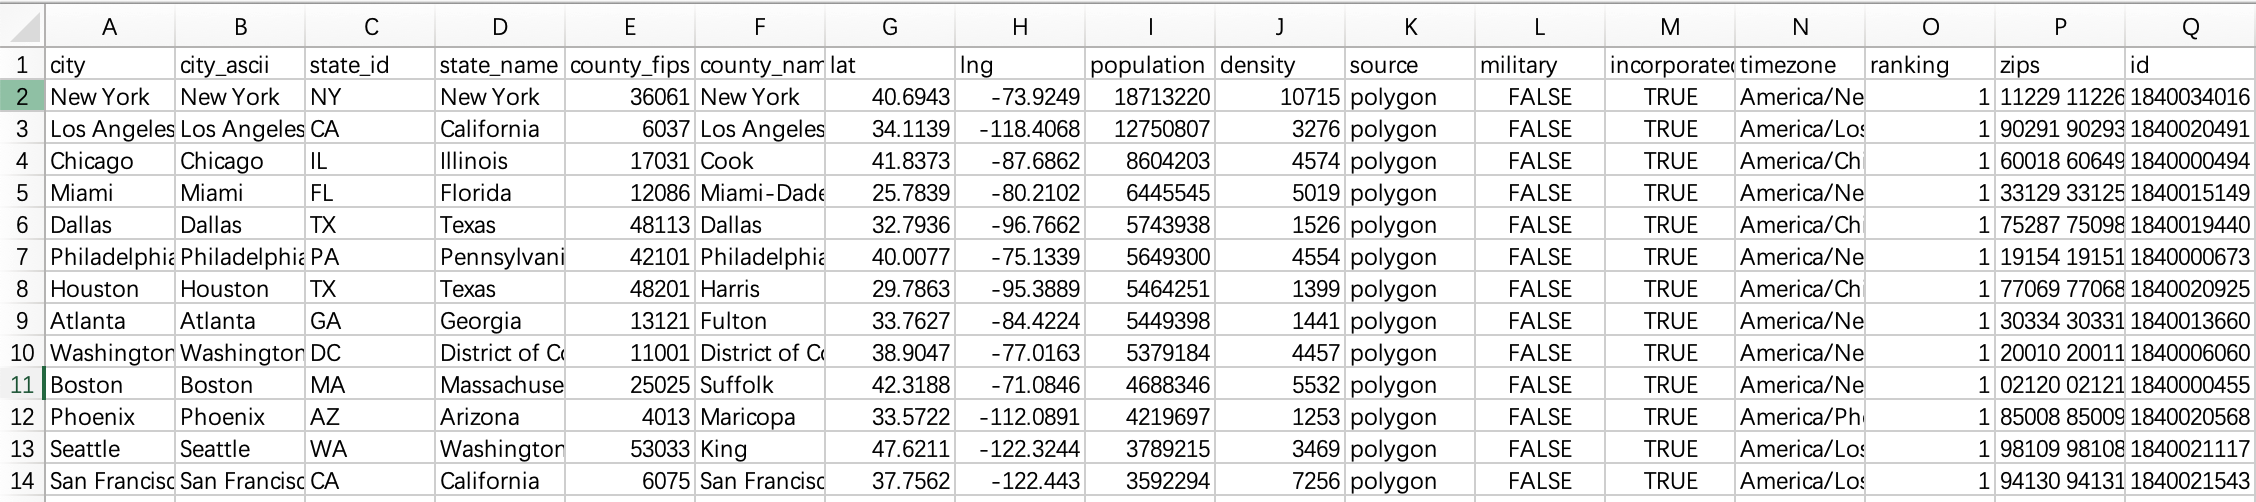 A B C D E F G H I J K L M N O P Q
1 city city_ascii state_id state_name county_fips county_nam lat lng population density source military incorporated timezone ranking zips id
2 New York New York NY New York 36061 New York 40.6943 -73.9249 18713220 10715 polygon FALSE TRUE America/Ne 1 11229 11226 1840034016
3 Los Angeles Los Angeles CA California 6037 Los Angeles 34.1139 -118.4068 12750807 3276 polygon FALSE TRUE America/Los 1 90291 90293 1840020491
4 Chicago Chicago IL Illinois 17031 Cook 41.8373 -87.6862 8604203 4574 polygon FALSE TRUE America/Chi 1 60018 60649 1840000494
5 Miami Miami FL Florida 12086 Miami-Dade 25.7839 -80.2102 6445545 5019 polygon FALSE TRUE America/Ne 1 33129 33125 1840015149
6 Dallas Dallas TX Texas 48113 Dallas 32.7936 -96.7662 5743938 1526 polygon FALSE TRUE America/Chi 1 75287 75098 1840019440
7 Philadelphia Philadelphia PA Pennsylvani 42101 Philadelphia 40.0077 -75.1339 5649300 4554 polygon FALSE TRUE America/Ne 1 19154 19151 1840000673
8 Houston Houston TX Texas 48201 Harris 29.7863 -95.3889 5464251 1399 polygon FALSE TRUE America/Chi 1 77069 77068 1840020925
9 Atlanta Atlanta GA Georgia 13121 Fulton 33.7627 -84.4224 5449398 1441 polygon FALSE TRUE America/Ne 1 30334 30331 1840013660
10 Washington Washington DC District of Co 11001 District of Co 38.9047 -77.0163 5379184 4457 polygon FALSE TRUE America/Ne 1 20010 20011 1840006060
11 Boston Boston MA Massachuse 25025 Suffolk 42.3188 -71.0846 4688346 5532 polygon FALSE TRUE America/Ne 1 02120 02121 1840000455
12 Phoenix Phoenix AZ Arizona 4013 Maricopa 33.5722 -112.0891 4219697 1253 polygon FALSE TRUE America/Pho 1 85008 85009 1840020568
13 Seattle Seattle WA Washington 53033 King 47.6211 -122.3244 3789215 3469 polygon FALSE TRUE America/Los 1 98109 98108 1840021117
14 San Francisc San Francisc CA California 6075 San Francisc 37.7562 -122.443 3592294 7256 polygon FALSE TRUE America/Los 1 94130 94131 1840021543